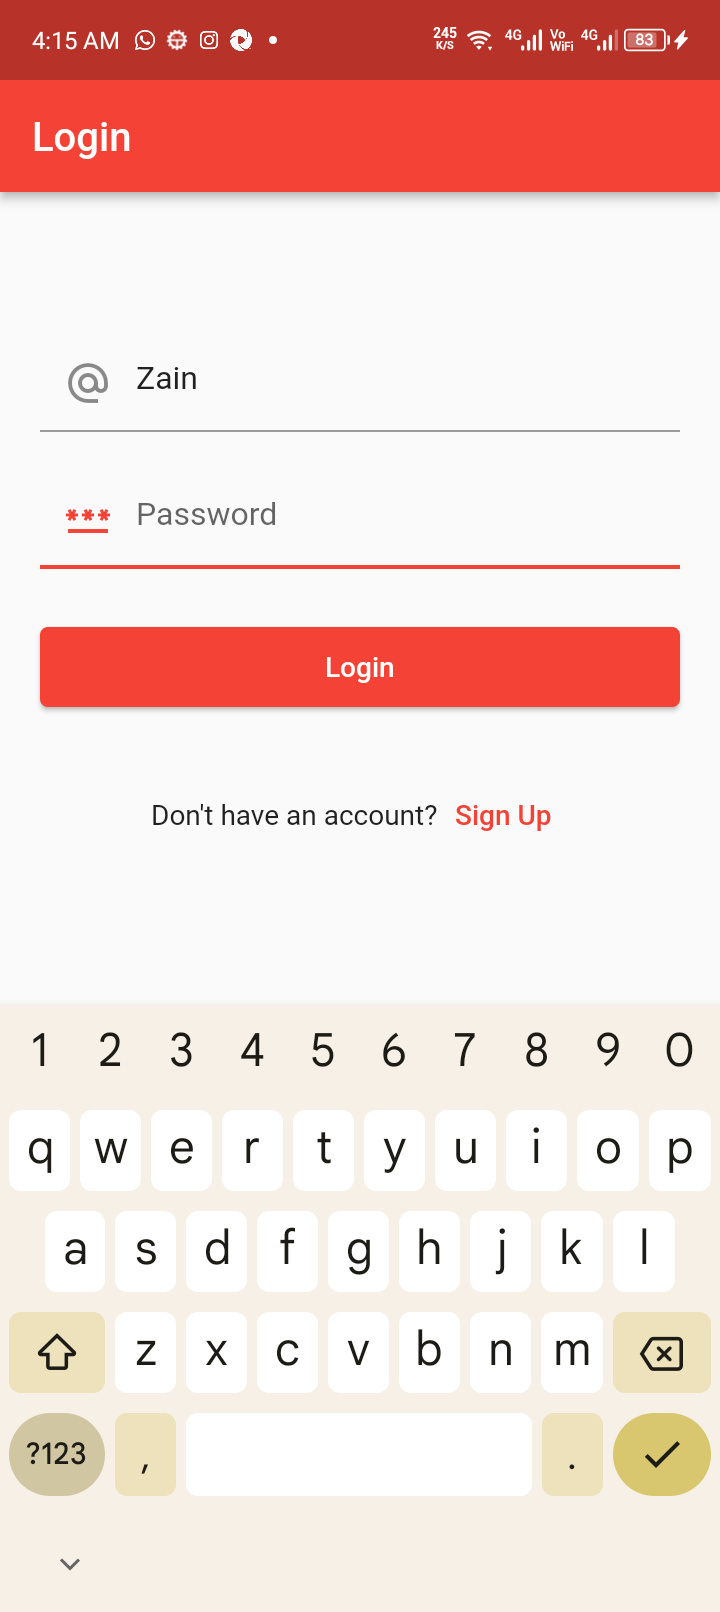 4:15 AM 245 K/S 4G Vo WiFi 4G 83
Login
Zain
*** Password
Login
Don't have an account? Sign Up
1 2 3 4 5 6 7 8 9 0
q w e r t y u i o p
a s d f g h j k l
z x c v b n m
?123 , .